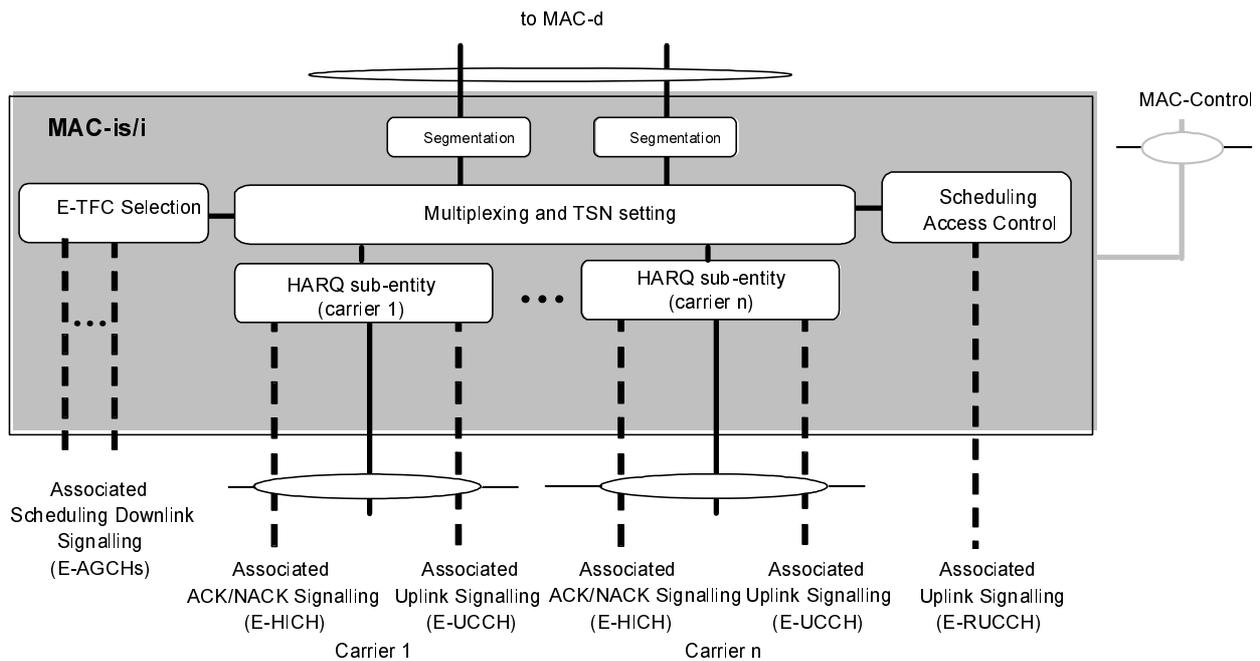 to MAC-d
MAC-Control
MAC-is/i
Segmentation
Segmentation
E-TFC Selection
Multiplexing and TSN setting
Scheduling
Access Control
HARQ sub-entity
(carrier 1)
HARQ sub-entity
(carrier n)
Associated
Scheduling Downlink
Signalling
(E-AGCHs)
Associated
ACK/NACK Signalling
(E-HICH)
Associated
Uplink Signalling
(E-UCCH)
Carrier 1
Associated
ACK/NACK Signalling
(E-HICH)
Associated
Uplink Signalling
(E-UCCH)
Carrier n
Associated
Uplink Signalling
(E-RUCCH)